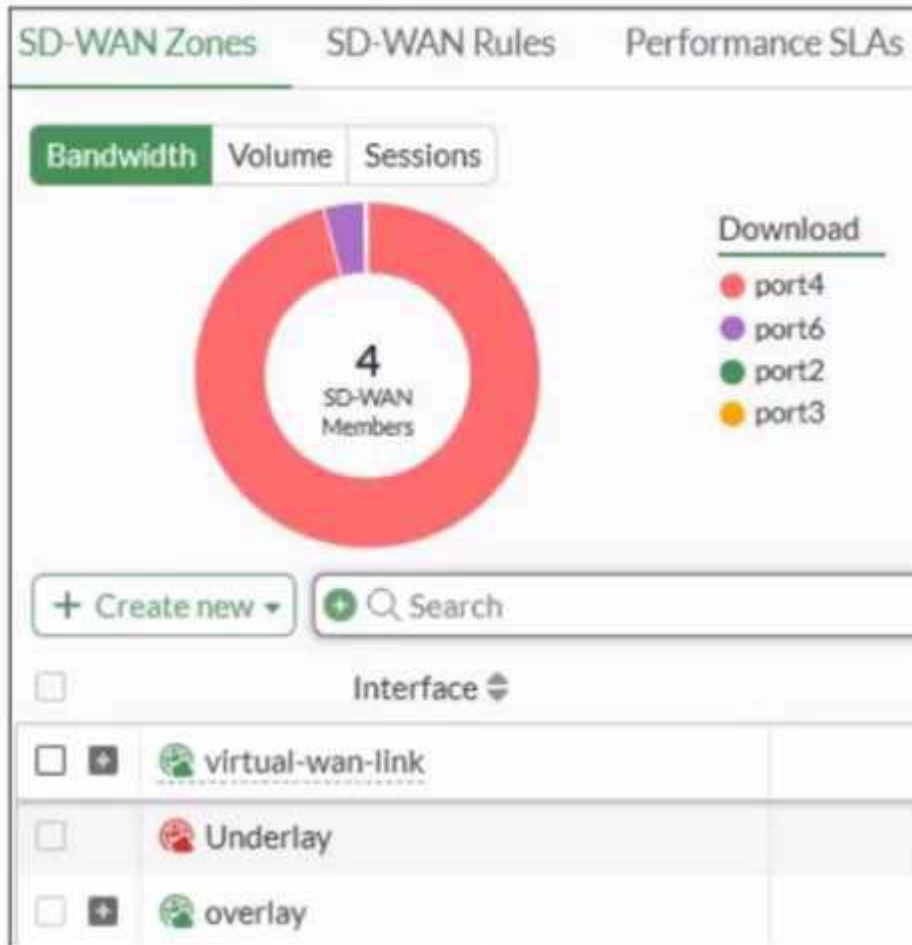 SD-WAN Zones SD-WAN Rules Performance SLAs
Bandwidth Volume Sessions
Download
port4
port6
port2
port3
4
SD-WAN
Members
+ Create new
Search
Interface
virtual-wan-link
Underlay
overlay